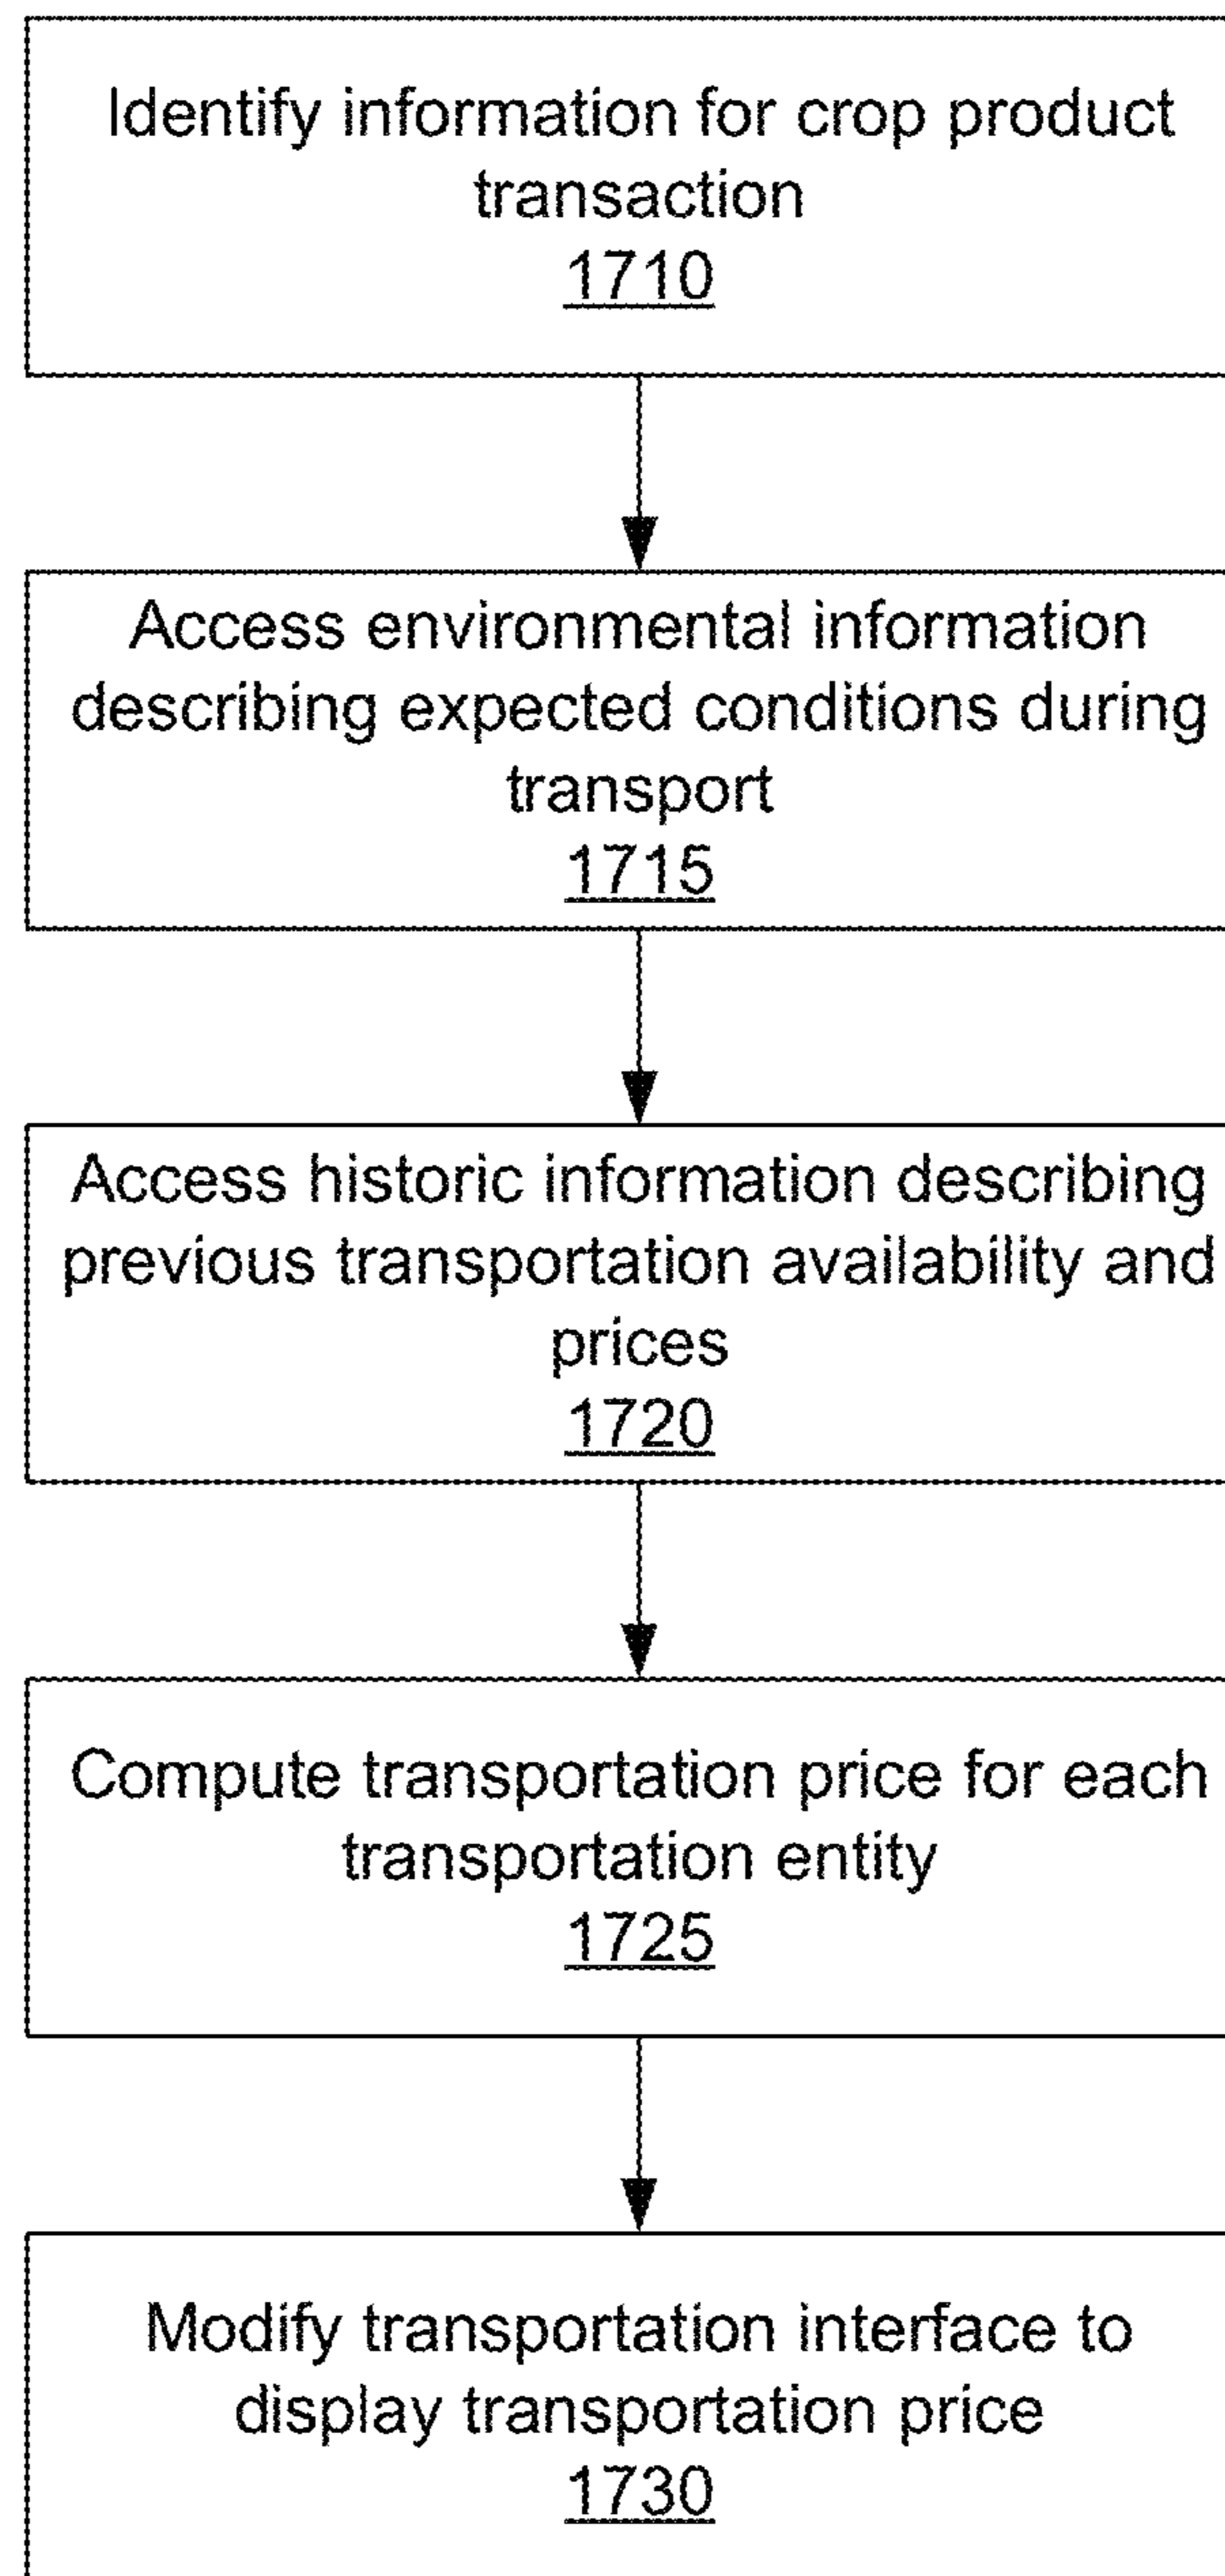 Identify information for crop product
transaction
1710
Access environmental information
describing expected conditions during
transport
1715
Access historic information describing
previous transportation availability and
prices
1720
Compute transportation price for each
transportation entity
1725
Modify transportation interface to
display transportation price
1730